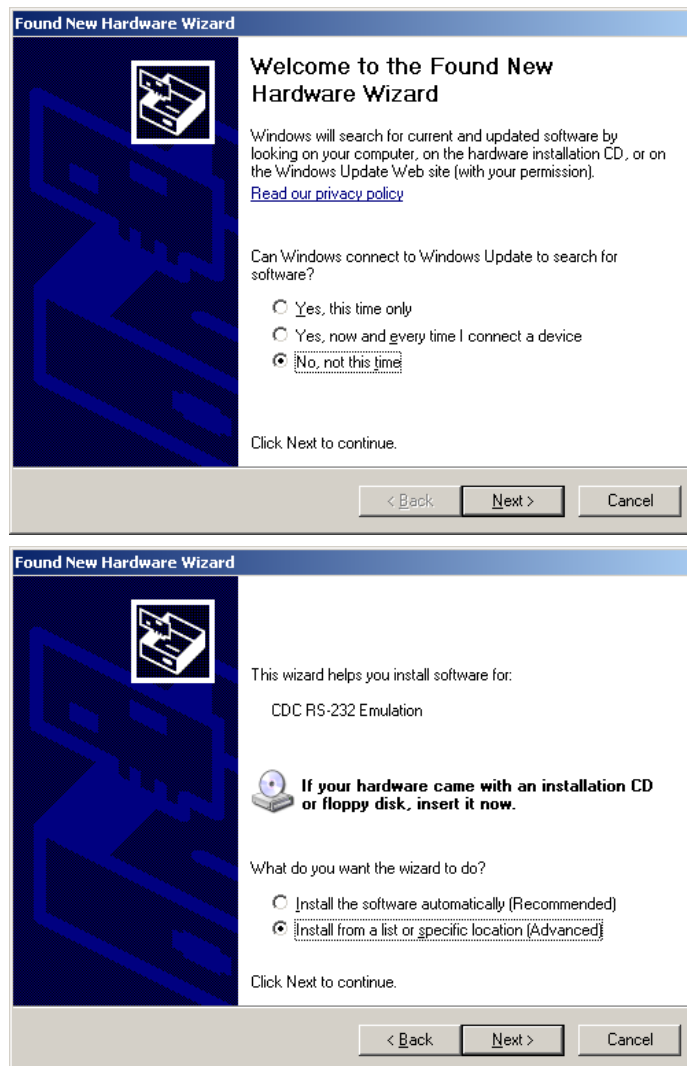 Found New Hardware Wizard
Welcome to the Found New
Hardware Wizard
Windows will search for current and updated software by
looking on your computer, on the hardware installation CD, or on
the Windows Update Web site (with your permission).
Read our privacy policy
Can Windows connect to Windows Update to search for
software?
Yes, this time only
Yes, now and every time I connect a device
No, not this time
Click Next to continue.
< Back Next > Cancel
Found New Hardware Wizard
This wizard helps you install software for:
CDC RS-232 Emulation
If your hardware came with an installation CD
or floppy disk, insert it now.
What do you want the wizard to do?
Install the software automatically (Recommended)
Install from a list or specific location (Advanced)
Click Next to continue.
< Back Next > Cancel